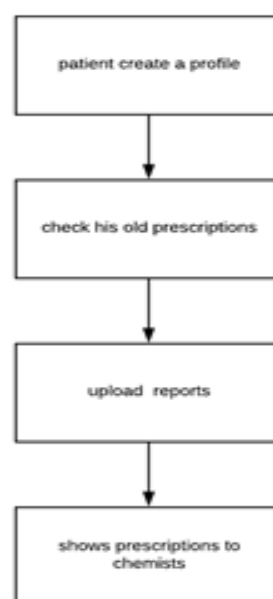 patient create a profile
check his old prescriptions
upload reports
shows prescriptions to
chemists